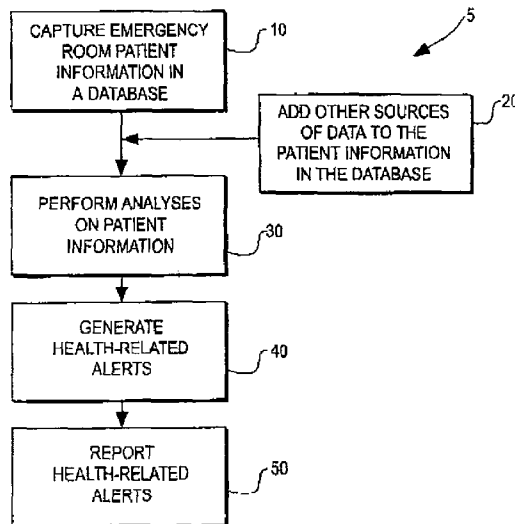 CAPTURE EMERGENCY
ROOM PATIENT
INFORMATION IN
A DATABASE
10
5
ADD OTHER SOURCES
OF DATA TO THE
PATIENT INFORMATION
IN THE DATABASE
20
PERFORM ANALYSES
ON PATIENT
INFORMATION
30
GENERATE
HEALTH-RELATED
ALERTS
40
REPORT
HEALTH-RELATED
ALERTS
50